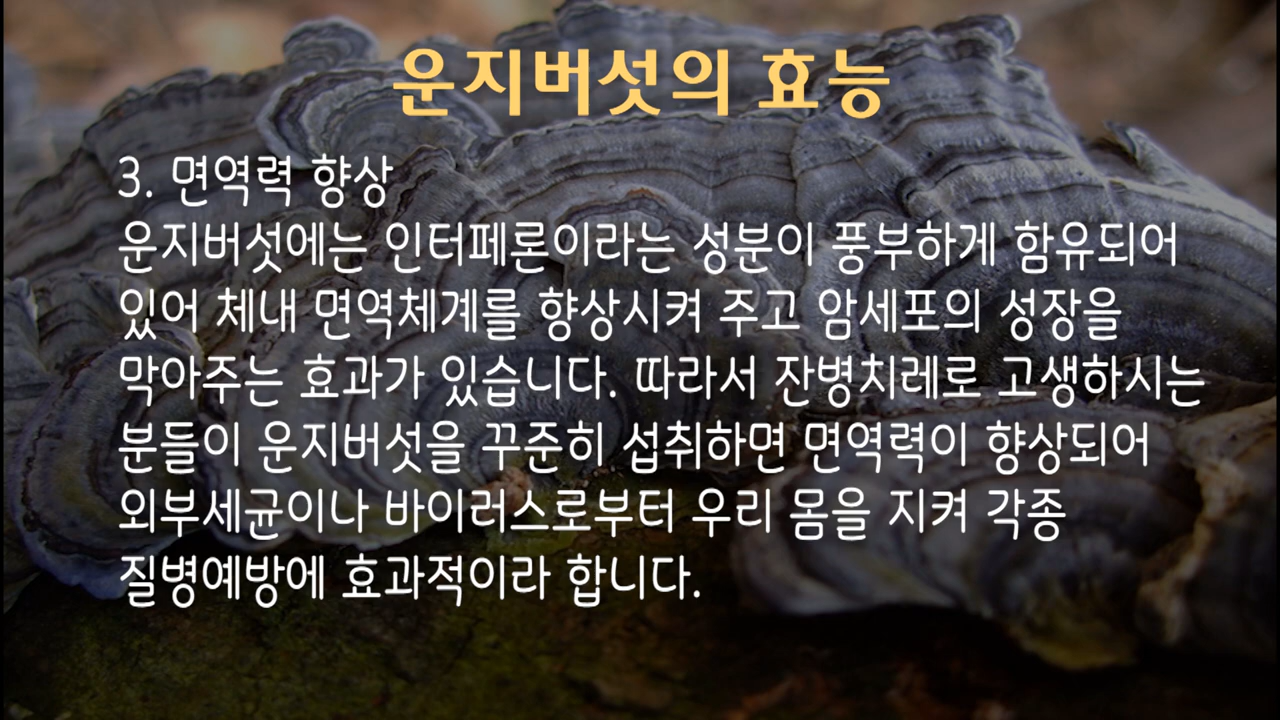 운지버섯의 효능
3. 면역력 향상
운지버섯에는 인터페론이라는 성분이 풍부하게 함유되어
있어 체내 면역체계를 향상시켜 주고 암세포의 성장을
막아주는 효과가 있습니다. 따라서 잔병치레로 고생하시는
분들이 운지버섯을 꾸준히 섭취하면 면역력이 향상되어
외부세균이나 바이러스로부터 우리 몸을 지켜 각종
질병예방에 효과적이라 합니다.